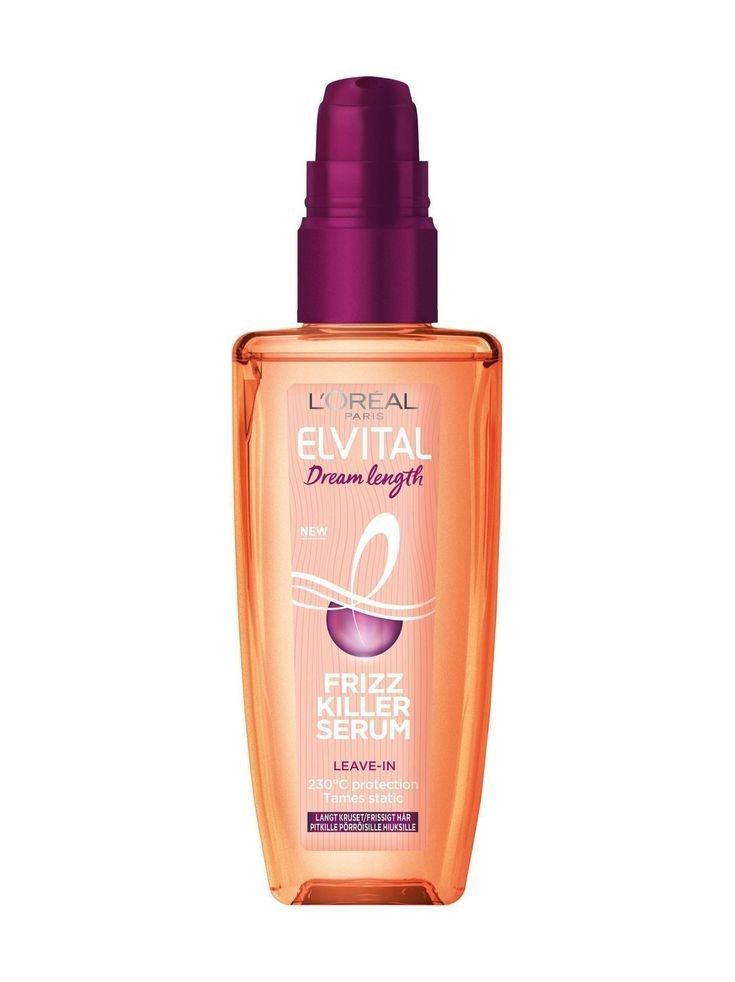 L'ORÉAL
PARIS
ELVITAL
Dream length
NEW
FRIZZ
KILLER
SERUM
LEAVE-IN
230°C protection
Tames static
LANGT KRUSET/FRISSIGT HÅR
PITKILLE PÖRRÖISILLE HIUKSILLE